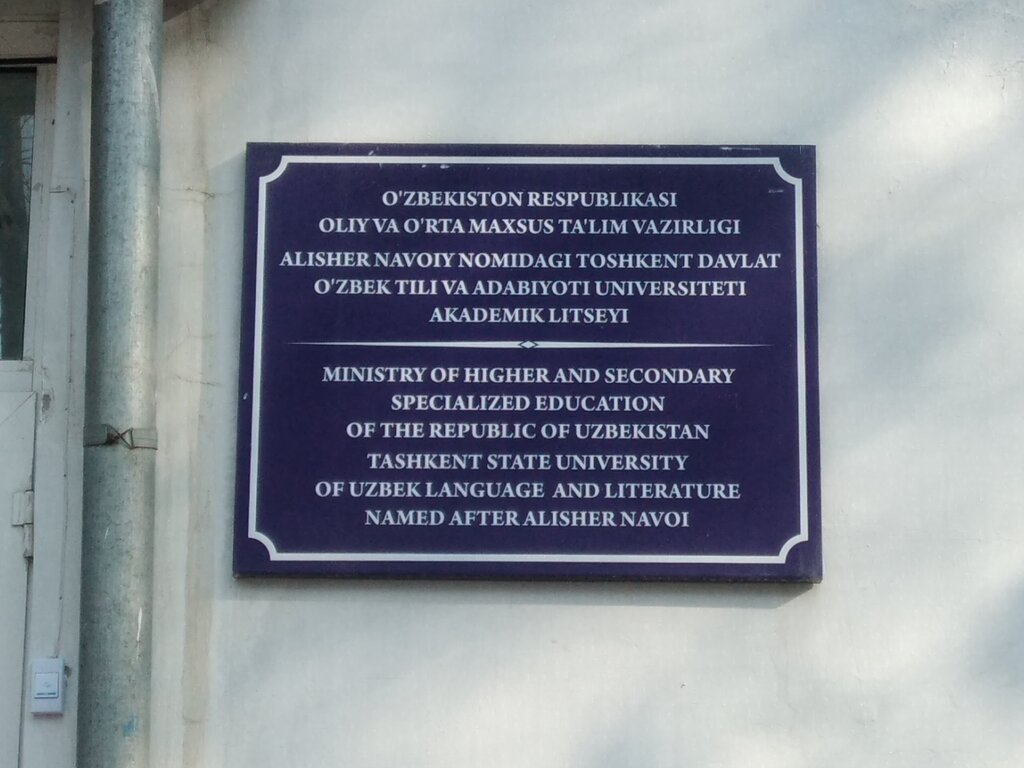 O'ZBEKISTON RESPUBLIKASI
OLIY VA O'RTA MAXSUS TA'LIM VAZIRLIGI
ALISHER NAVOIY NOMIDAGI TOSHKENT DAVLAT
O'ZBEK TILI VA ADABIYOTI UNIVERSITETI
AKADEMIK LITSEYI
MINISTRY OF HIGHER AND SECONDARY
SPECIALIZED EDUCATION
OF THE REPUBLIC OF UZBEKISTAN
TASHKENT STATE UNIVERSITY
OF UZBEK LANGUAGE AND LITERATURE
NAMED AFTER ALISHER NAVOI